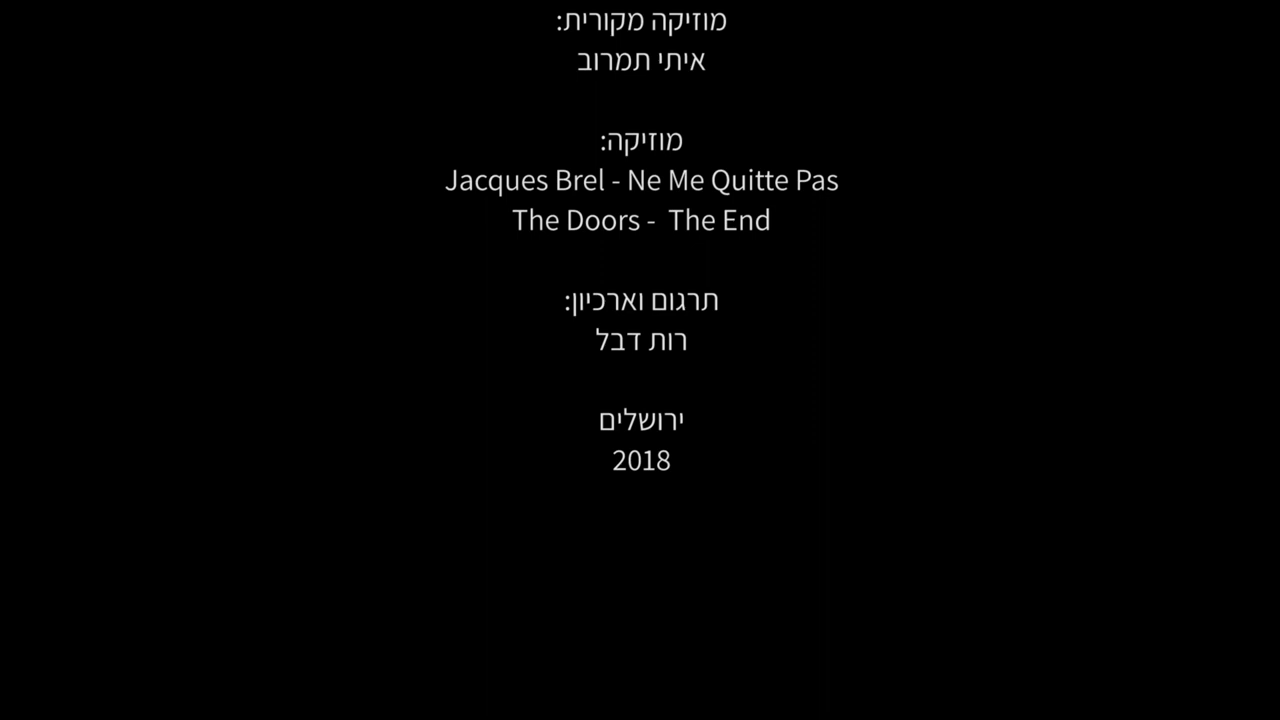 מוזיקה מקורית:
איתי תמרוב
מוזיקה:
Jacques Brel - Ne Me Quitte Pas
The Doors -  The End
תרגום וארכיון:
רות דבל
ירושלים
2018